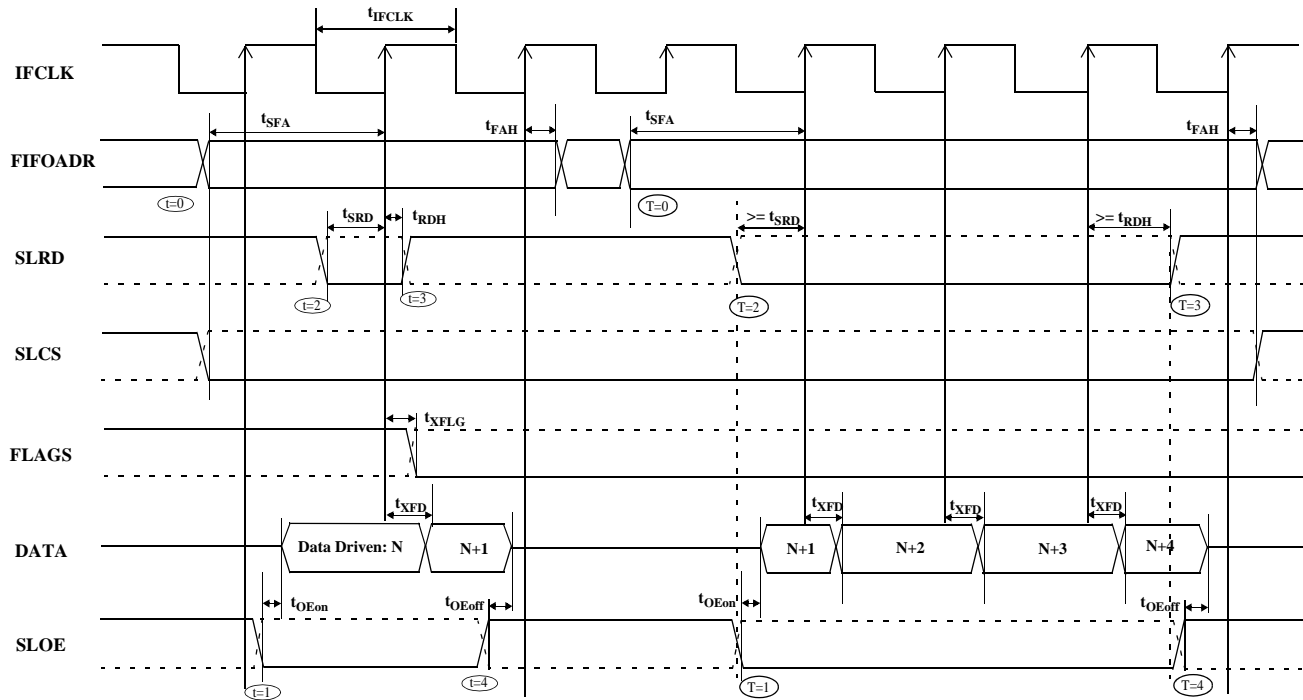 tIFCLK
IFCLK
tSFA
tFAH
tSFA
tFAH
FIFOADR
t=0
T=0
tSRD
tRDH
>= tSRD
>= tRDH
SLRD
t=2
t=3
T=2
T=3
SLCS
tXFLG
FLAGS
tXFD
tXFD
tXFD
tXFD
DATA
Data Driven: N
N+1
N+1
N+2
N+3
N+4
tOEon
tOEoff
tOEon
tOEoff
SLOE
t=1
t=4
T=1
T=4